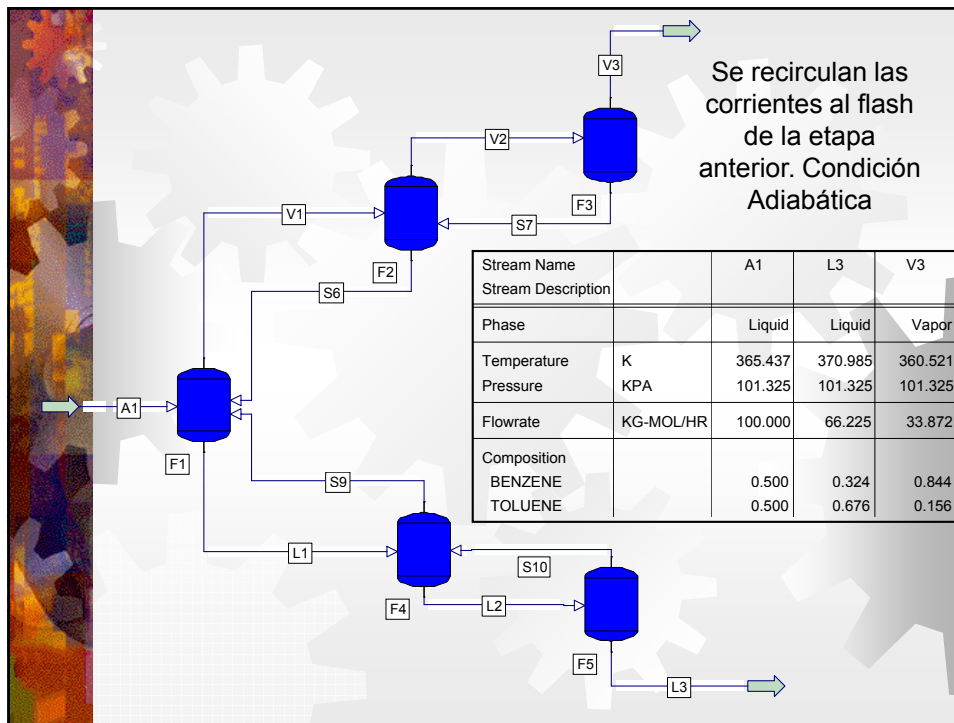 V3
Se recirculan las
corrientes al flash
de la etapa
anterior. Condición
Adiabática
V2
F3
V1
S7
F2
S6
Stream Name A1 L3 V3
Stream Description
Phase Liquid Liquid Vapor
Temperature K 365.437 370.985 360.521
Pressure KPA 101.325 101.325 101.325
Flowrate KG-MOL/HR 100.000 66.225 33.872
Composition
BENZENE 0.500 0.324 0.844
TOLUENE 0.500 0.676 0.156
A1
F1
S9
L1
S10
F4
L2
F5
L3